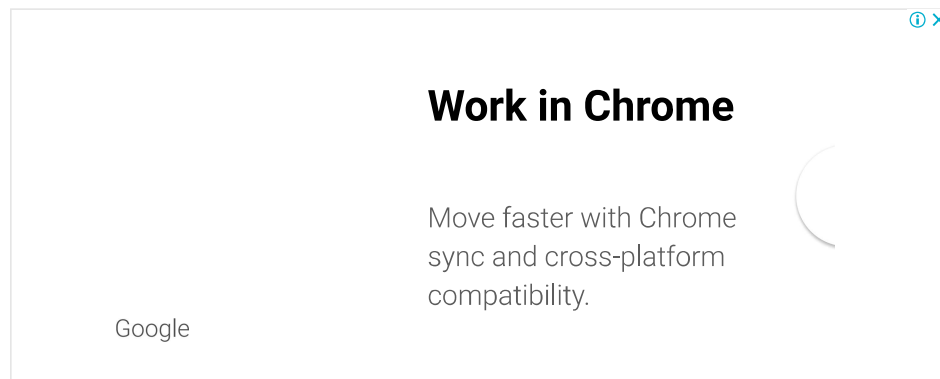 Work in Chrome
Move faster with Chrome
sync and cross-platform
compatibility.
Google